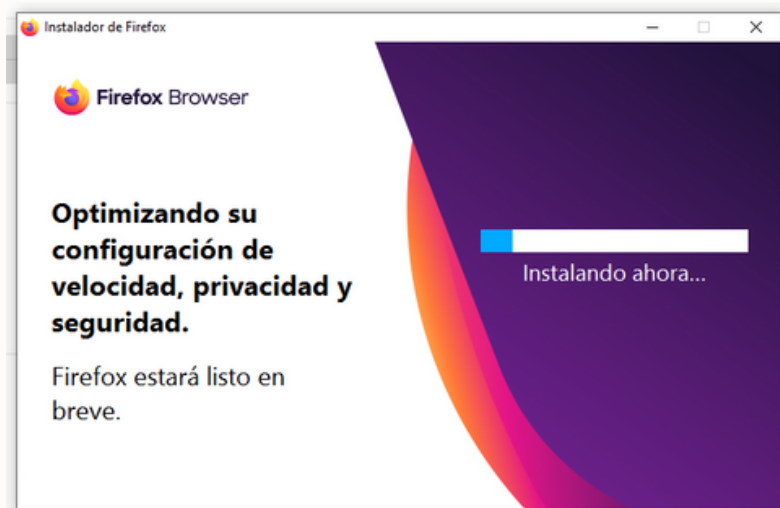 Instalador de Firefox
Firefox Browser
Optimizando su
configuración de
velocidad, privacidad y
seguridad.
Firefox estará listo en
breve.
Instalando ahora...